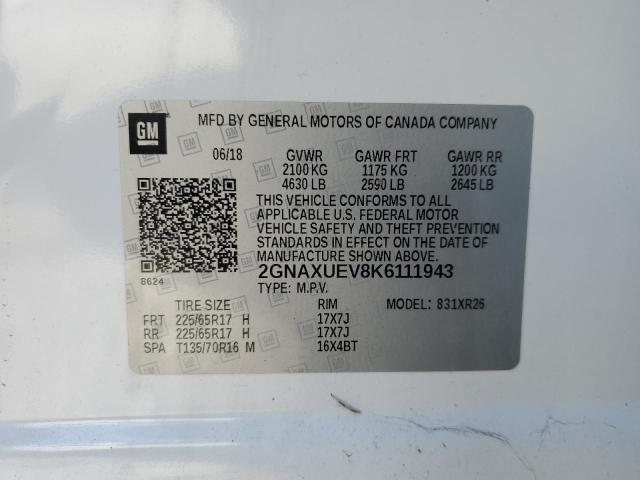 GM
MFD BY GENERAL MOTORS OF CANADA COMPANY
06/18 GVWR GAWR FRT GAWR RR
2100 KG 1175 KG 1200 KG
4630 LB 2590 LB 2645 LB
THIS VEHICLE CONFORMS TO ALL
APPLICABLE U.S. FEDERAL MOTOR
VEHICLE SAFETY AND THEFT PREVENTION
STANDARDS IN EFFECT ON THE DATE OF
MANUFACTURE SHOWN ABOVE.
8624 2GNAXUEV8K6111943
TYPE: M.P.V.
TIRE SIZE RIM MODEL: 831XR26
FRT 225/65R17 H 17X7J
RR 225/65R17 H 17X7J
SPA T135/70R16 M 16X4BT